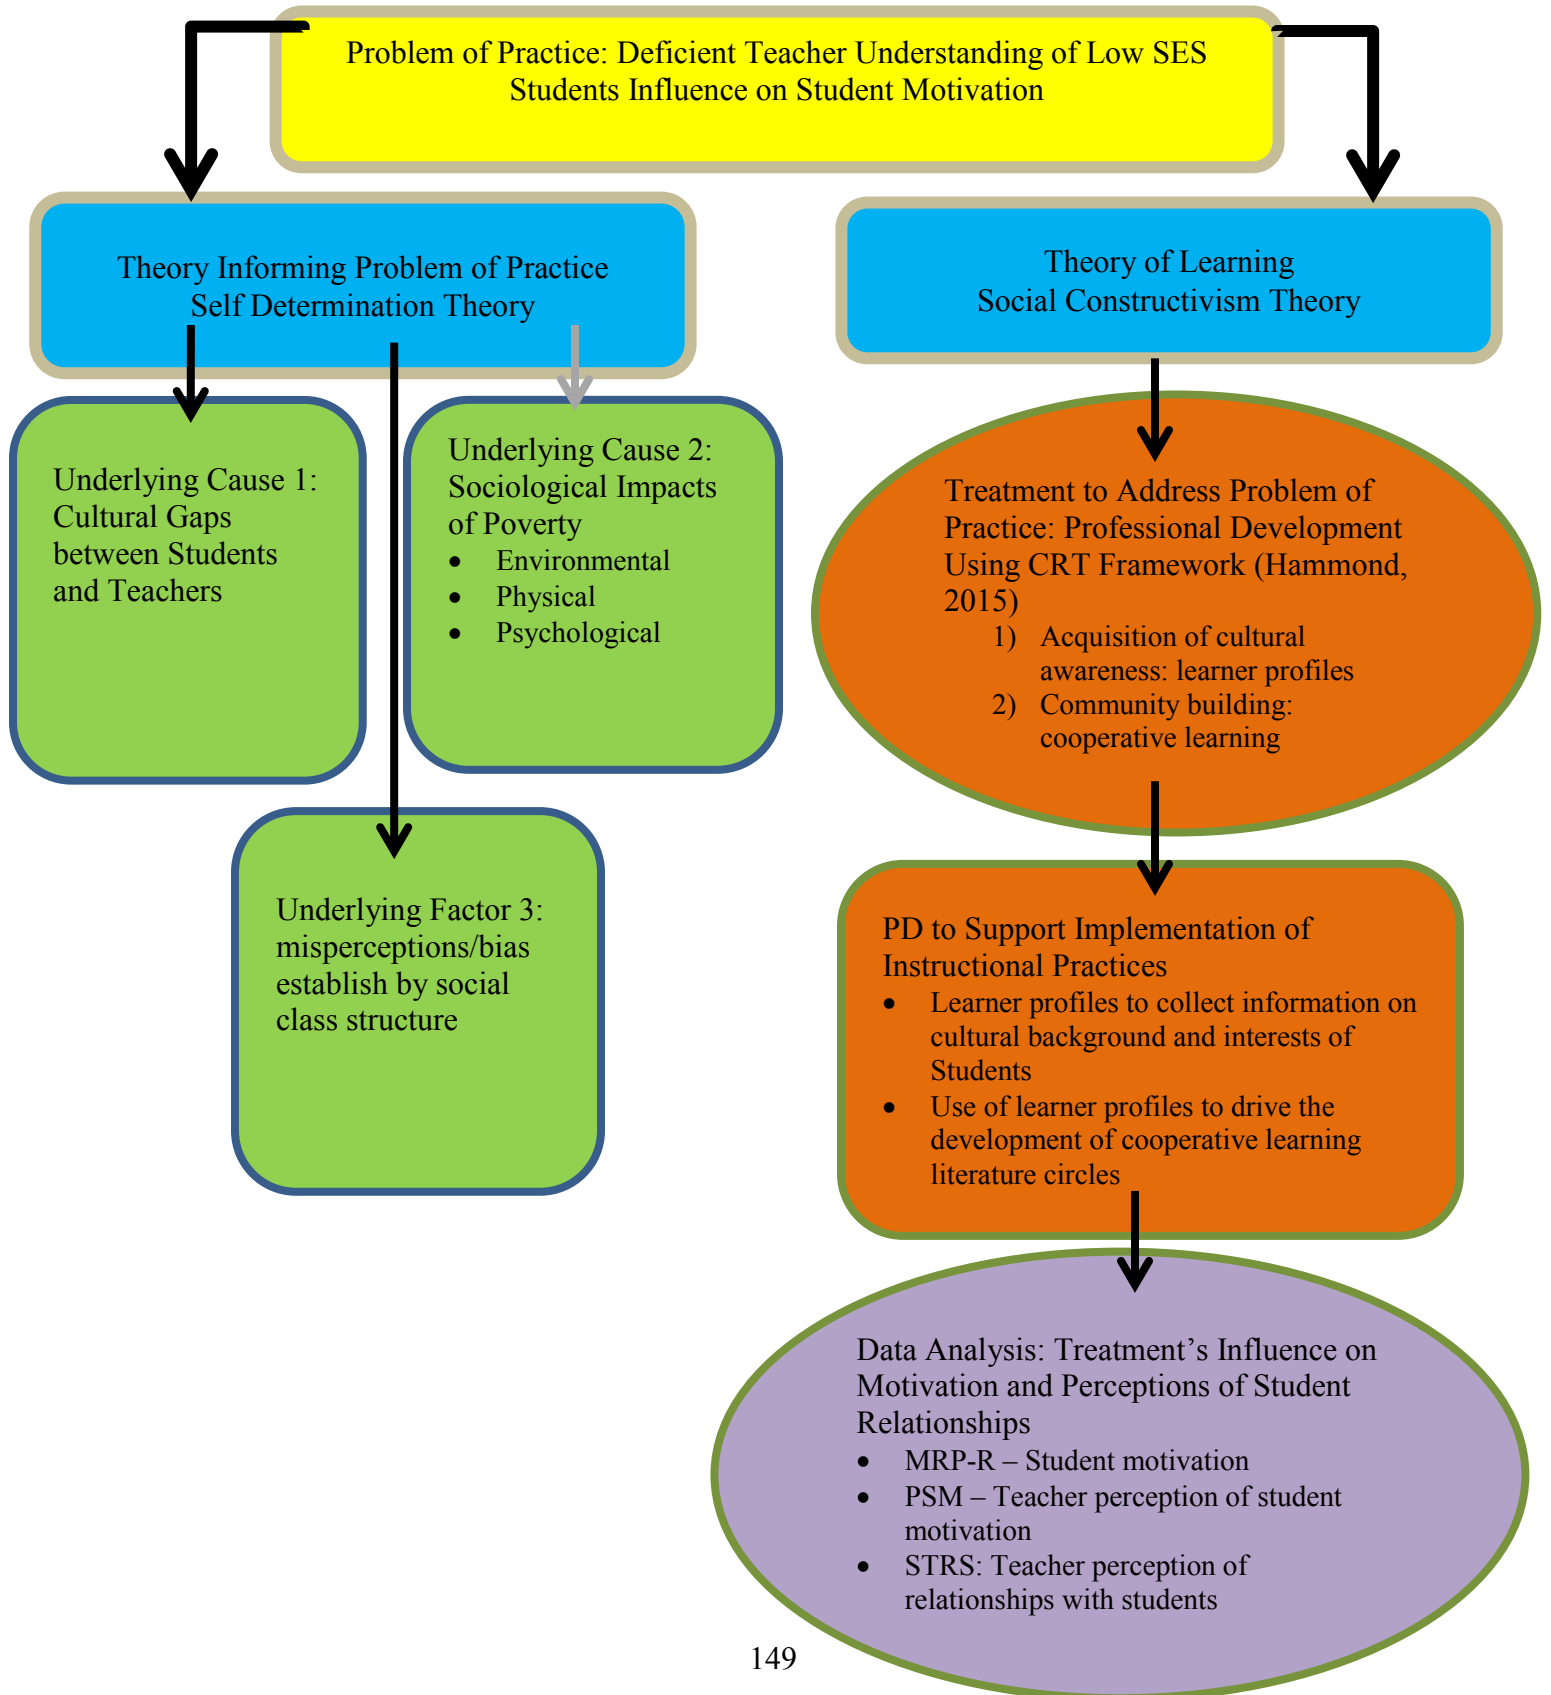 Problem of Practice: Deficient Teacher Understanding of Low SES
Students Influence on Student Motivation
Theory Informing Problem of Practice
Self Determination Theory
Theory of Learning
Social Constructivism Theory
Underlying Cause 1:
Cultural Gaps
between Students
and Teachers
Underlying Cause 2:
Sociological Impacts
of Poverty
• Environmental
• Physical
• Psychological
Underlying Factor 3:
misperceptions/bias
establish by social
class structure
Treatment to Address Problem of
Practice: Professional Development
Using CRT Framework (Hammond,
2015)
1) Acquisition of cultural
awareness: learner profiles
2) Community building:
cooperative learning
PD to Support Implementation of
Instructional Practices
• Learner profiles to collect information on
cultural background and interests of
Students
• Use of learner profiles to drive the
development of cooperative learning
literature circles
Data Analysis: Treatment’s Influence on
Motivation and Perceptions of Student
Relationships
• MRP-R – Student motivation
• PSM – Teacher perception of student
motivation
• STRS: Teacher perception of
relationships with students
149